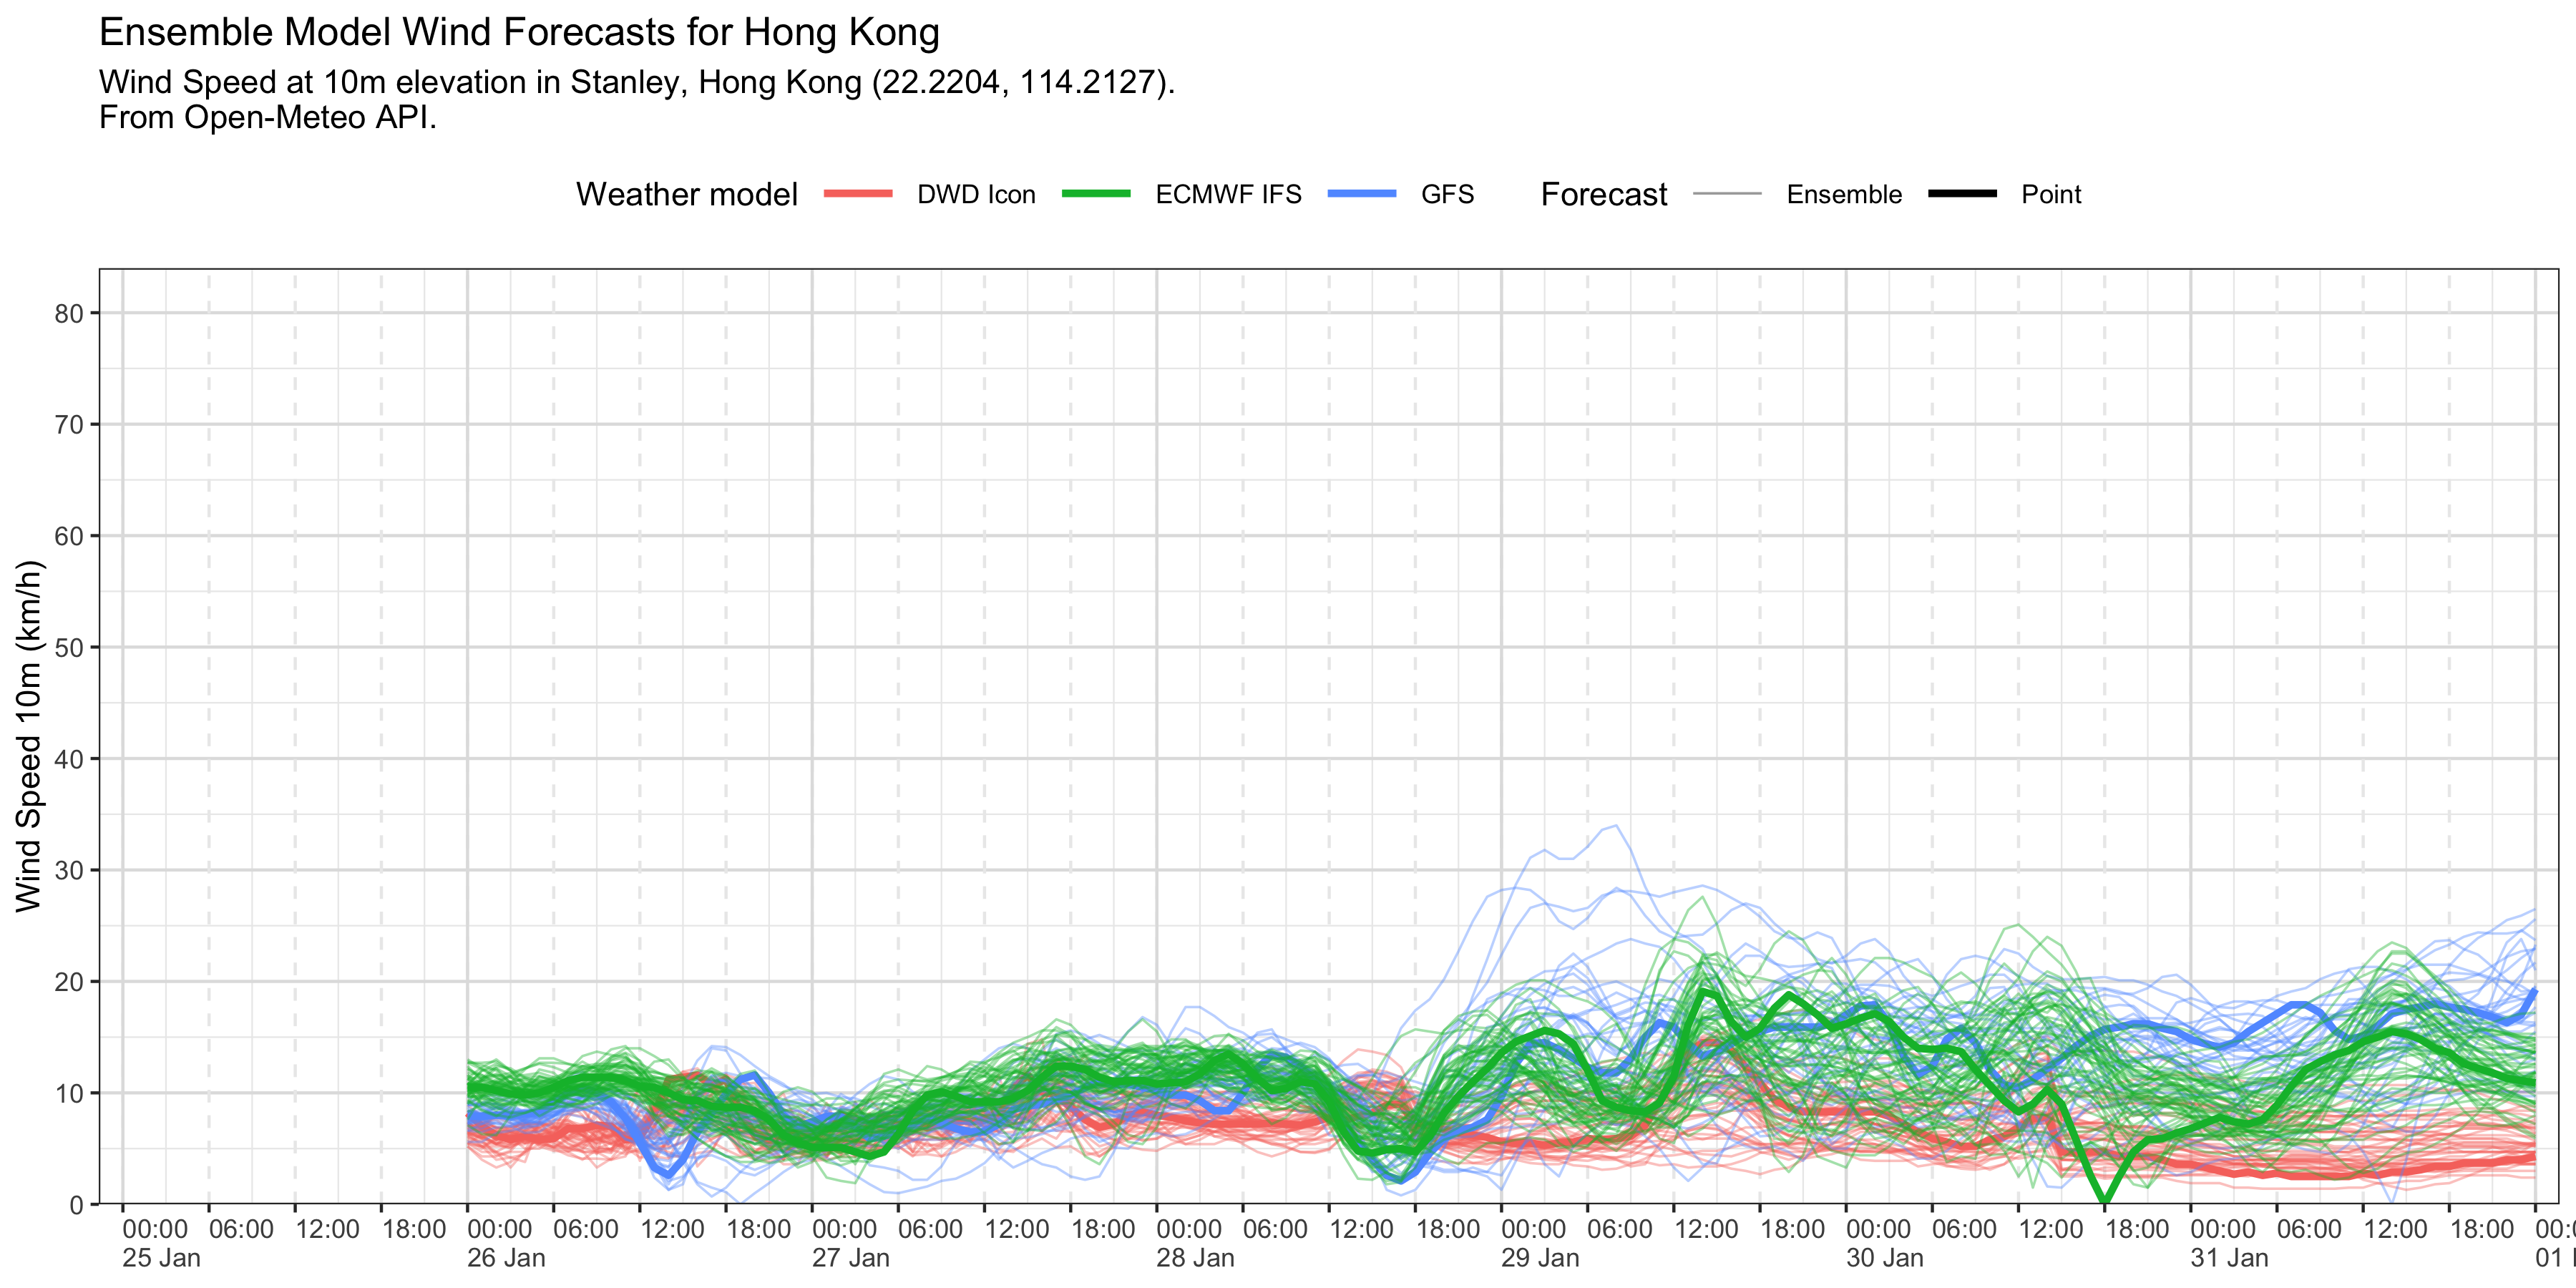 Ensemble Model Wind Forecasts for Hong Kong
Wind Speed at 10m elevation in Stanley, Hong Kong (22.2204, 114.2127).
From Open-Meteo API.
Weather model DWD Icon ECMWF IFS GFS Forecast Ensemble Point
Wind Speed 10m (km/h)
80
70
60
50
40
30
20
10
0
00:00 06:00 12:00 18:00 00:00 06:00 12:00 18:00 00:00 06:00 12:00 18:00 00:00 06:00 12:00 18:00 00:00 06:00 12:00 18:00 00:00 06:00 12:00 18:00 00:00 06:00 12:00 18:00
25 Jan 26 Jan 27 Jan 28 Jan 29 Jan 30 Jan 31 Jan 01